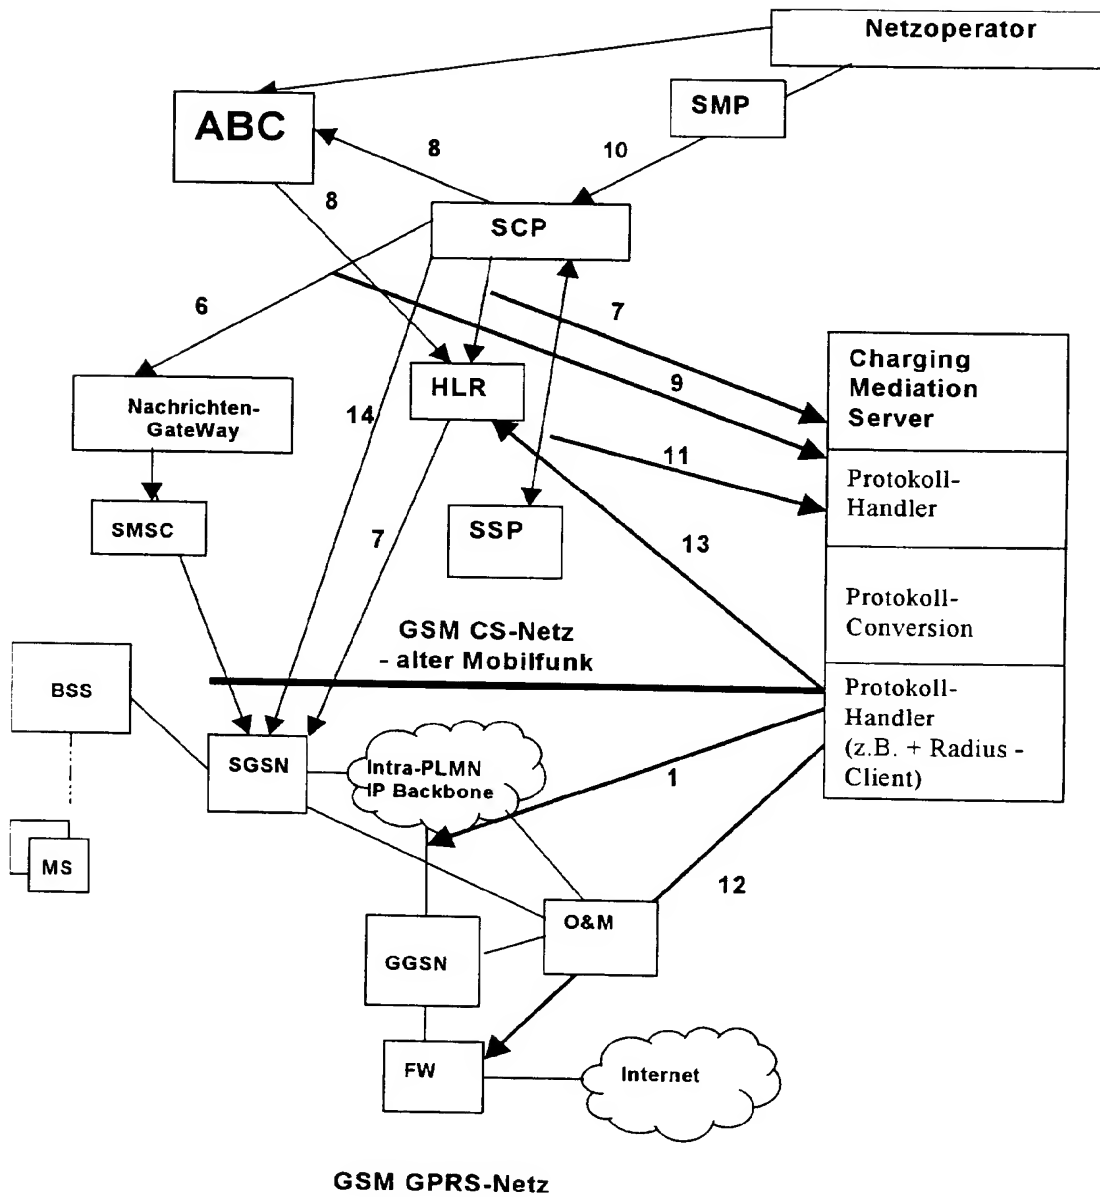 Netzoperator
SMP
ABC
8
10
8
SCP
6
7
Charging
Mediation
Server
HLR
9
Nachrichten-
GateWay
14
11
Protokoll-
Handler
SMSC
SSP
7
13
Protokoll-
Conversion
GSM CS-Netz
- alter Mobilfunk
BSS
Protokoll-
Handler
(z.B. + Radius -
Client)
SGSN
Intra-PLMN
IP Backbone
1
MS
12
O&M
GGSN
FW
Internet
GSM GPRS-Netz